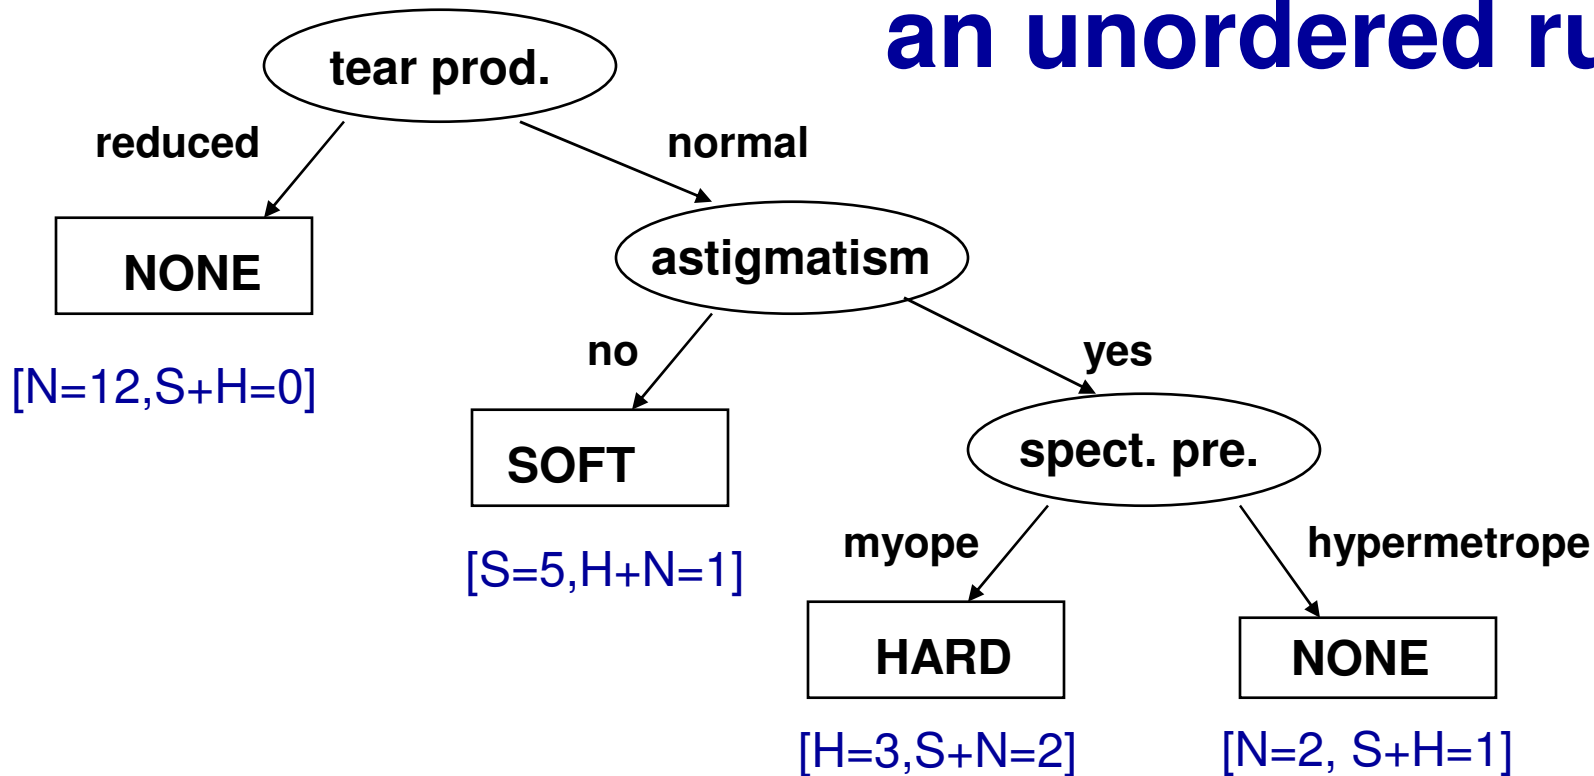 an unordered ru
tear prod.
reduced
normal
NONE
astigmatism
[N=12,S+H=0]
no
yes
SOFT
spect. pre.
[S=5,H+N=1]
myope
hypermetrope
HARD
NONE
[H=3,S+N=2]
[N=2, S+H=1]